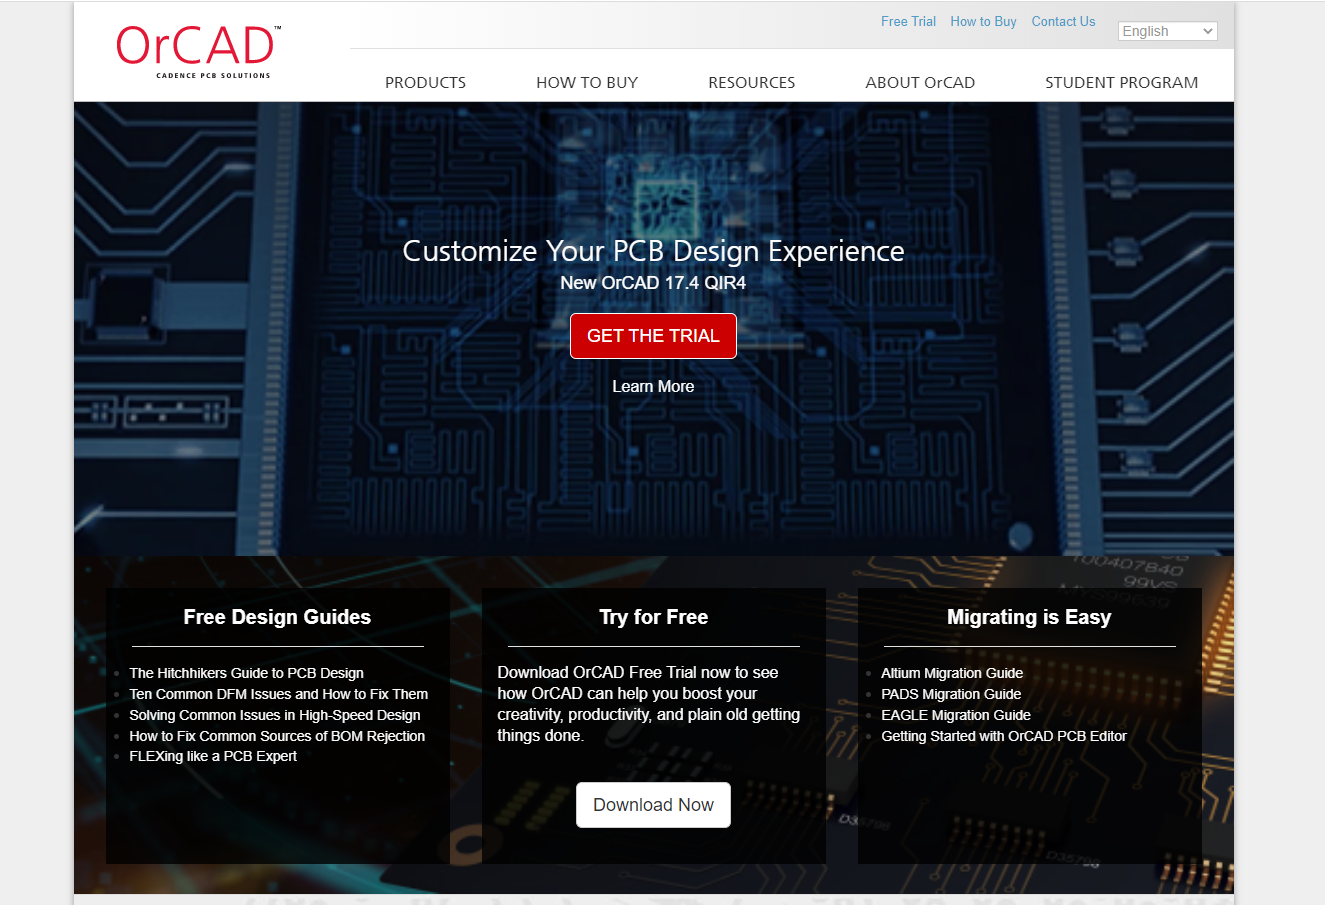 Free Trial How to Buy Contact Us English
OrCAD™
CADENCE PCB SOLUTIONS
PRODUCTS HOW TO BUY RESOURCES ABOUT OrCAD STUDENT PROGRAM
Customize Your PCB Design Experience
New OrCAD 17.4 QIR4
GET THE TRIAL
Learn More
Free Design Guides
The Hitchhikers Guide to PCB Design
Ten Common DFM Issues and How to Fix Them
Solving Common Issues in High-Speed Design
How to Fix Common Sources of BOM Rejection
FLEXing like a PCB Expert
Try for Free
Download OrCAD Free Trial now to see
how OrCAD can help you boost your
creativity, productivity, and plain old getting
things done.
Download Now
Migrating is Easy
Altium Migration Guide
PADS Migration Guide
EAGLE Migration Guide
Getting Started with OrCAD PCB Editor
100407840
99VS
D35798
D35798